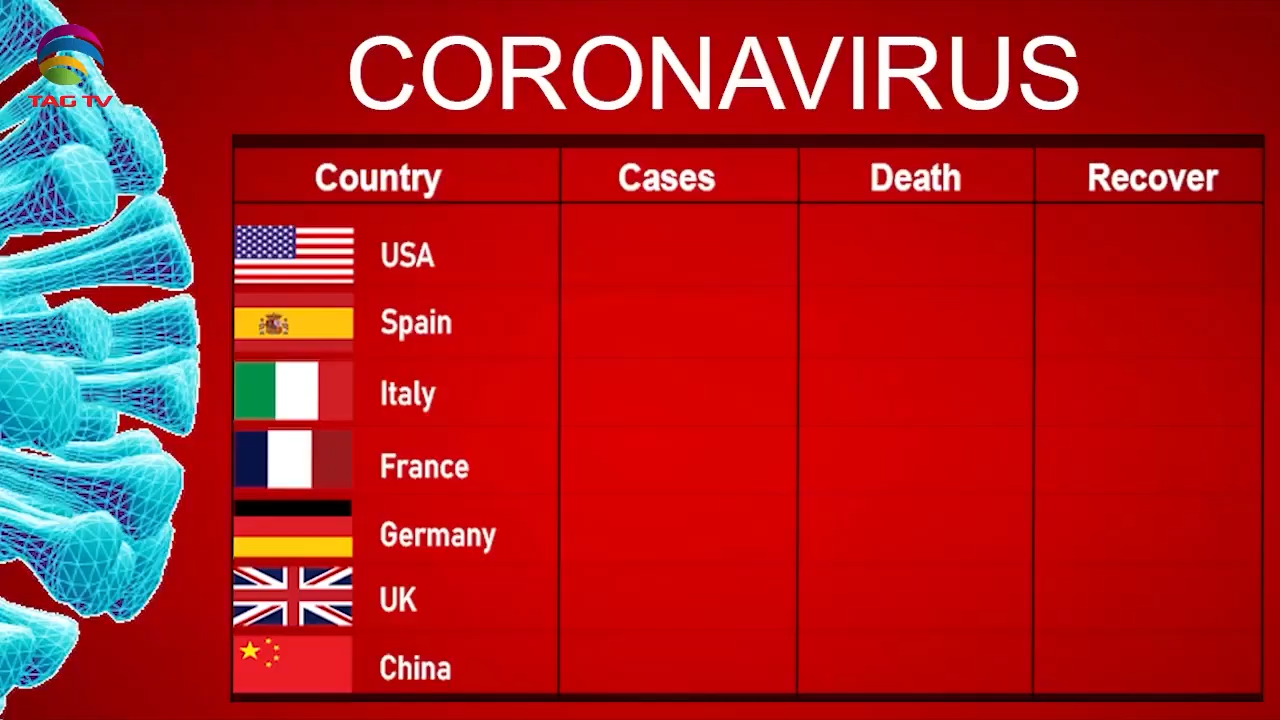 TAG TV
CORONAVIRUS
Country Cases Death Recover
USA
Spain
Italy
France
Germany
UK
China